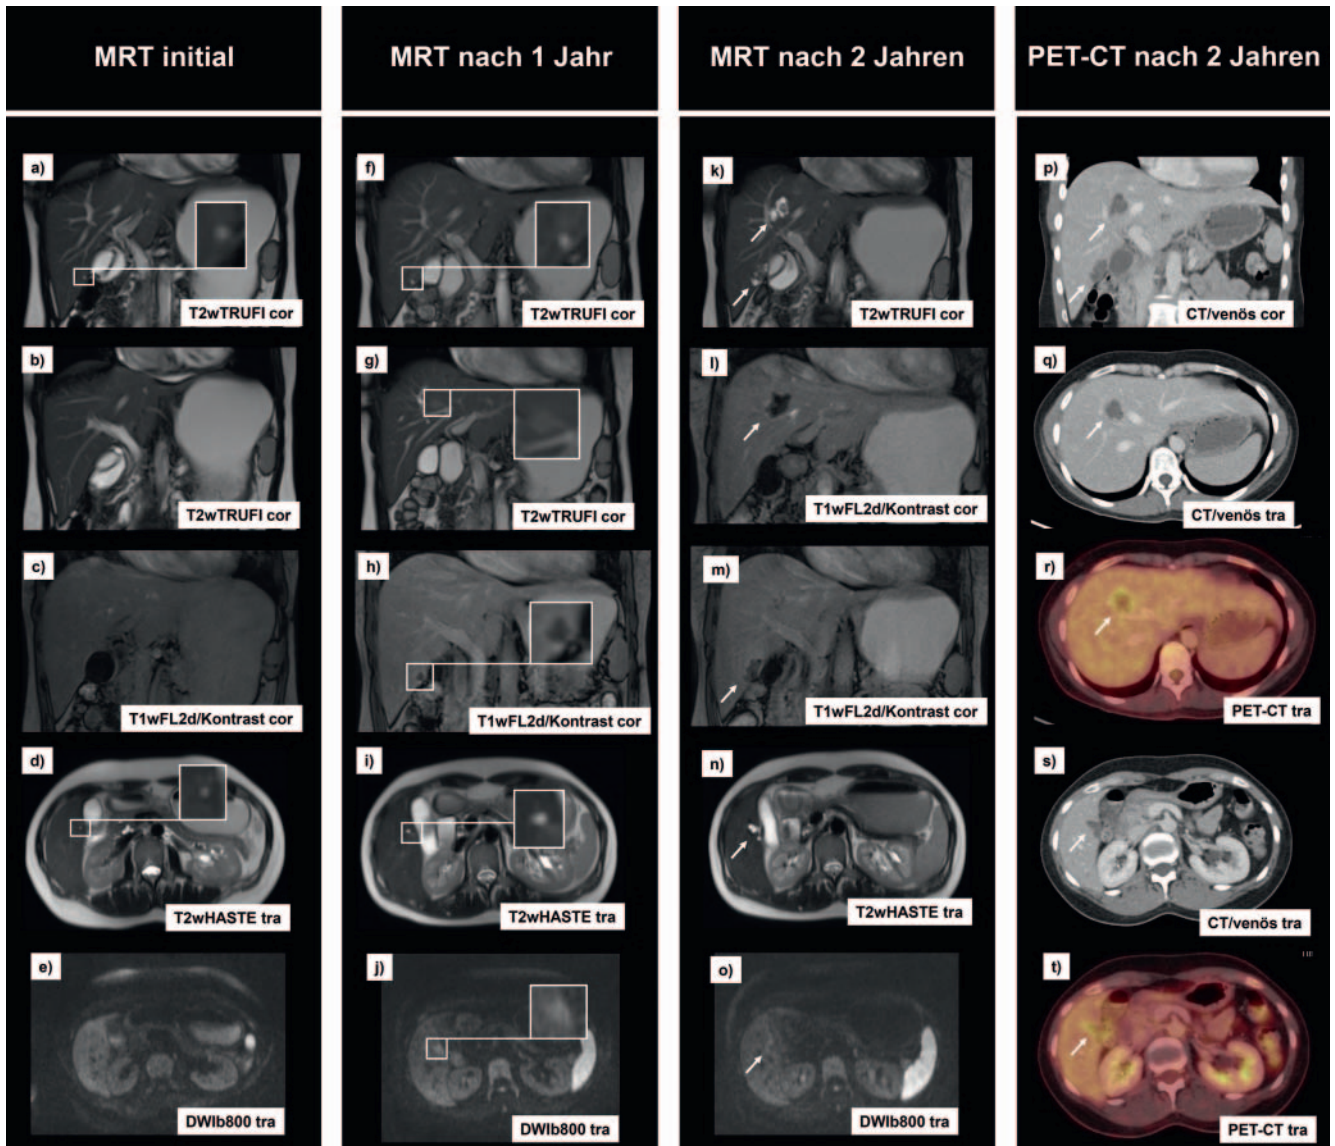 MRT initial
MRT nach 1 Jahr
MRT nach 2 Jahren
PET-CT nach 2 Jahren
a)
T2wTRUFI cor
b)
T2wTRUFI cor
c)
T1wFL2d/Kontrast cor
d)
T2wHASTE tra
e)
DWIb800 tra
f)
T2wTRUFI cor
g)
T2wTRUFI cor
h)
T1wFL2d/Kontrast cor
i)
T2wHASTE tra
j)
DWIb800 tra
k)
T2wTRUFI cor
l)
T1wFL2d/Kontrast cor
m)
T1wFL2d/Kontrast cor
n)
T2wHASTE tra
o)
DWIb800 tra
p)
CT/venös cor
q)
CT/venös tra
r)
PET-CT tra
s)
CT/venös tra
t)
PET-CT tra